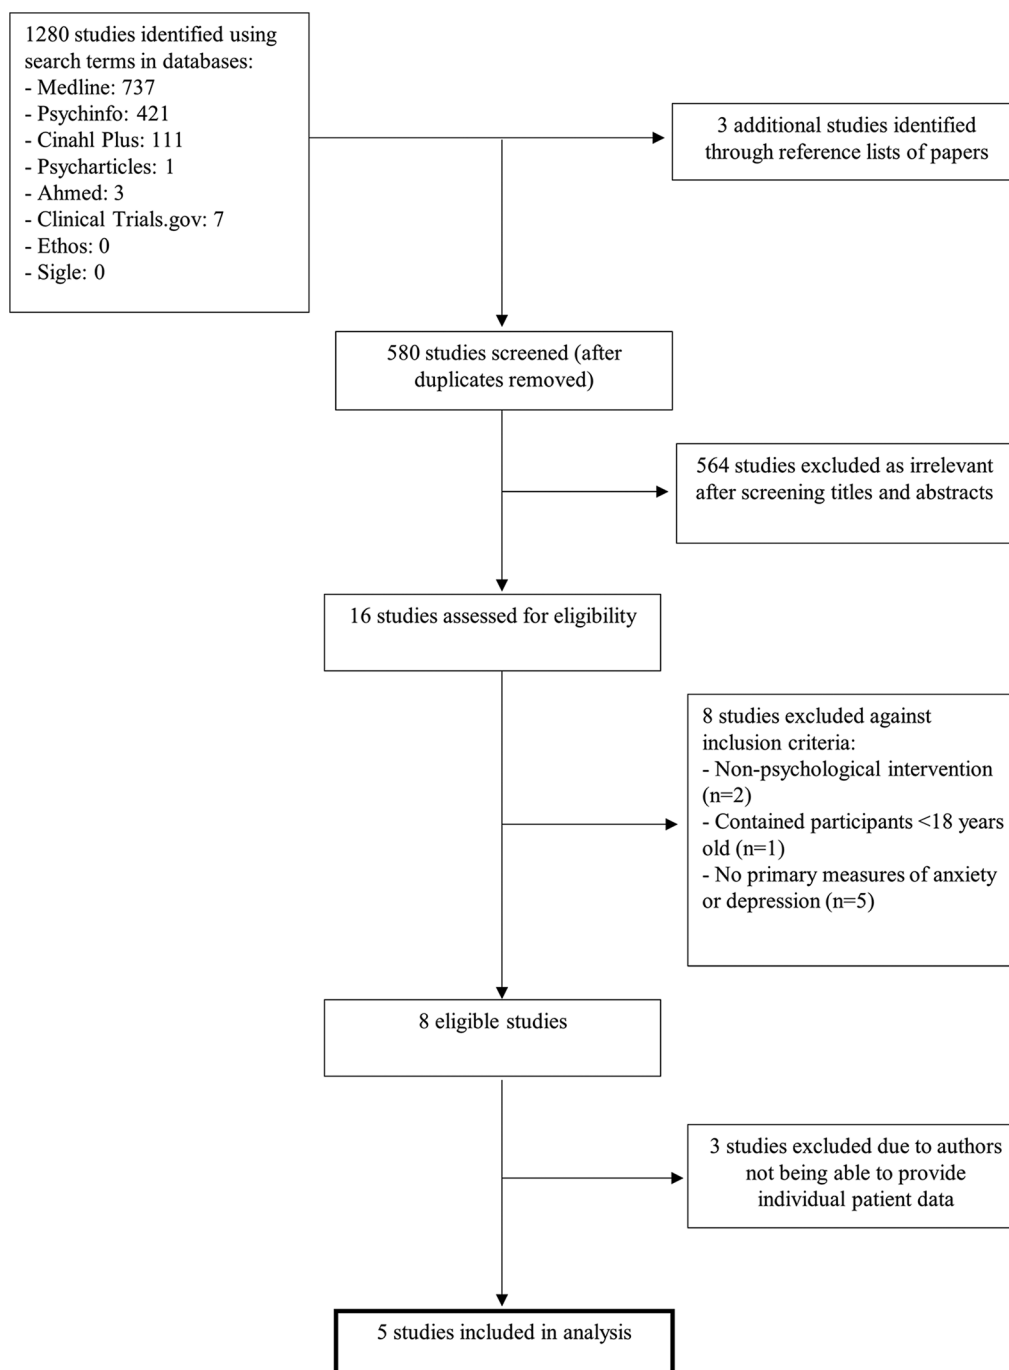 1280 studies identified using
search terms in databases:
- Medline: 737
- Psychinfo: 421
- Cinahl Plus: 111
- Psycharticles: 1
- Ahmed: 3
- Clinical Trials.gov: 7
- Ethos: 0
- Sigle: 0
3 additional studies identified
through reference lists of papers
580 studies screened (after
duplicates removed)
564 studies excluded as irrelevant
after screening titles and abstracts
16 studies assessed for eligibility
8 studies excluded against
inclusion criteria:
- Non-psychological intervention
(n=2)
- Contained participants <18 years
old (n=1)
- No primary measures of anxiety
or depression (n=5)
8 eligible studies
3 studies excluded due to authors
not being able to provide
individual patient data
5 studies included in analysis